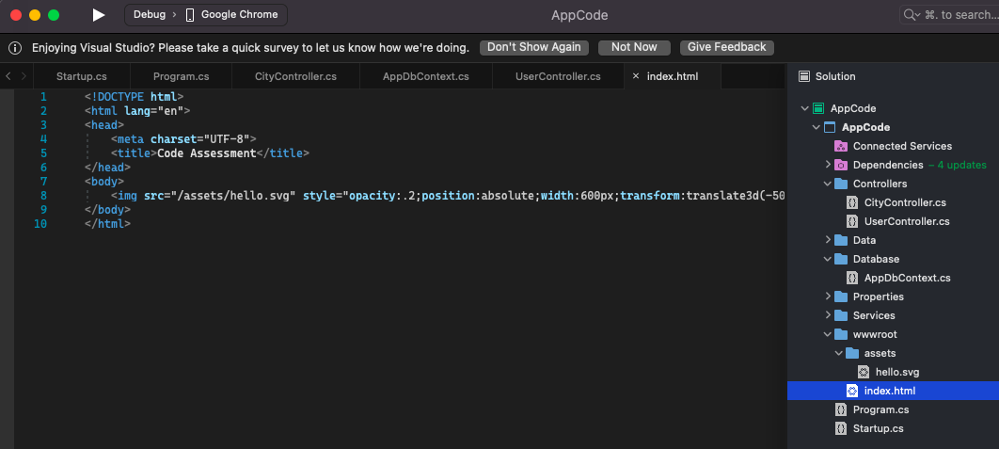 Debug › Google Chrome
AppCode
⌘. to search...
Enjoying Visual Studio? Please take a quick survey to let us know how we're doing.
Don't Show Again
Not Now
Give Feedback
Startup.cs
Program.cs
CityController.cs
AppDbContext.cs
UserController.cs
× index.html
1 <!DOCTYPE html>
2 <html lang="en">
3 <head>
4 <meta charset="UTF-8">
5 <title>Code Assessment</title>
6 </head>
7 <body>
8 <img src="/assets/hello.svg" style="opacity:.2;position:absolute;width:600px;transform:translate3d(-50
9 </body>
10 </html>
Solution
AppCode
AppCode
Connected Services
Dependencies – 4 updates
Controllers
CityController.cs
UserController.cs
Data
Database
AppDbContext.cs
Properties
Services
wwwroot
assets
hello.svg
index.html
Program.cs
Startup.cs